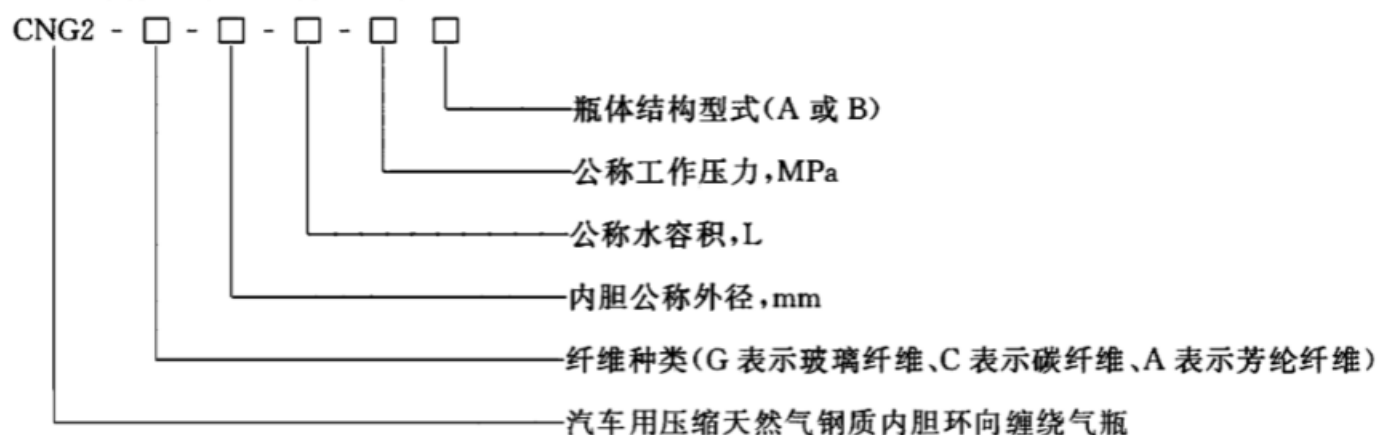 CNG2 - □ - □ - □ - □ □
瓶体结构型式(A 或 B)
公称工作压力,MPa
公称水容积,L
内胆公称外径,mm
纤维种类(G 表示玻璃纤维、C 表示碳纤维、A 表示芳纶纤维)
汽车用压缩天然气钢质内胆环向缠绕气瓶